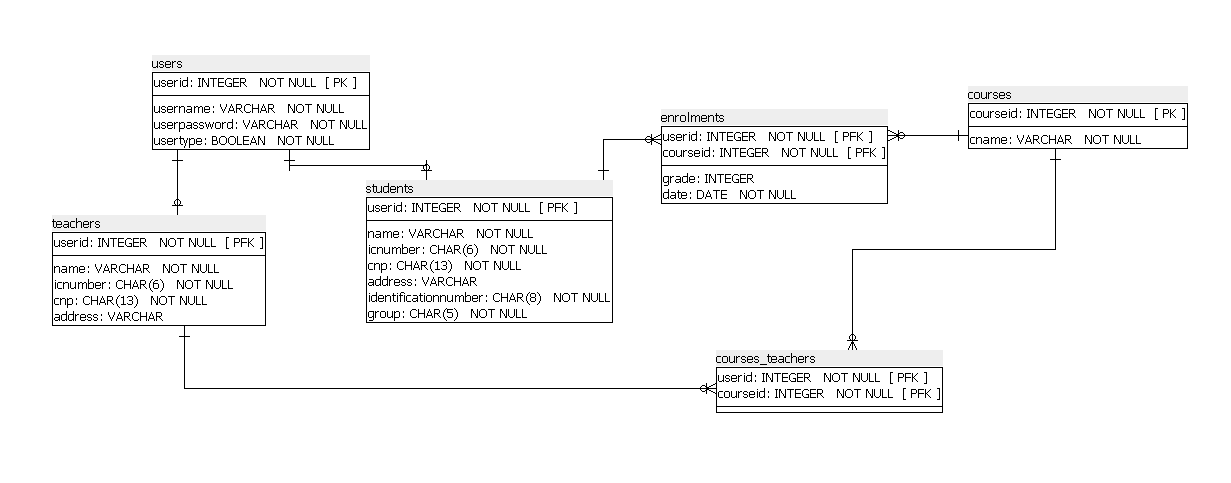 users
userid: INTEGER NOT NULL [ PK ]
username: VARCHAR NOT NULL
userpassword: VARCHAR NOT NULL
usertype: BOOLEAN NOT NULL
teachers
userid: INTEGER NOT NULL [ PFK ]
name: VARCHAR NOT NULL
icnumber: CHAR(6) NOT NULL
cnp: CHAR(13) NOT NULL
address: VARCHAR
students
userid: INTEGER NOT NULL [ PFK ]
name: VARCHAR NOT NULL
icnumber: CHAR(6) NOT NULL
cnp: CHAR(13) NOT NULL
address: VARCHAR
identificationnumber: CHAR(8) NOT NULL
group: CHAR(5) NOT NULL
enrolments
userid: INTEGER NOT NULL [ PFK ]
courseid: INTEGER NOT NULL [ PFK ]
grade: INTEGER
date: DATE NOT NULL
courses
courseid: INTEGER NOT NULL [ PK ]
cname: VARCHAR NOT NULL
courses_teachers
userid: INTEGER NOT NULL [ PFK ]
courseid: INTEGER NOT NULL [ PFK ]